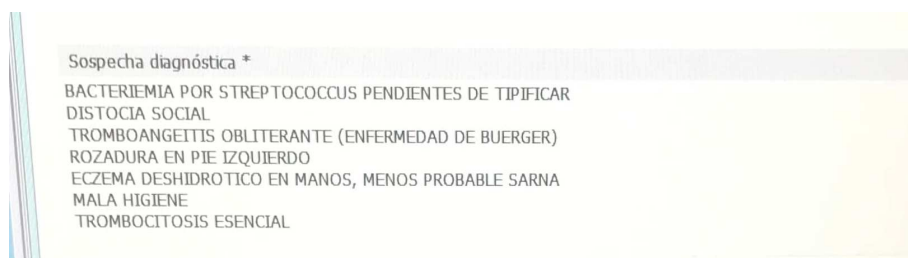 Sospecha diagnóstica *
BACTERIEMIA POR STREPTOCOCCUS PENDIENTES DE TIPIFICAR
DISTOCIA SOCIAL
TROMBOANGEITIS OBLITERANTE (ENFERMEDAD DE BUERGER)
ROZADURA EN PIE IZQUIERDO
ECZEMA DESHIDROTICO EN MANOS, MENOS PROBABLE SARNA
MALA HIGIENE
TROMBOCITOSIS ESENCIAL